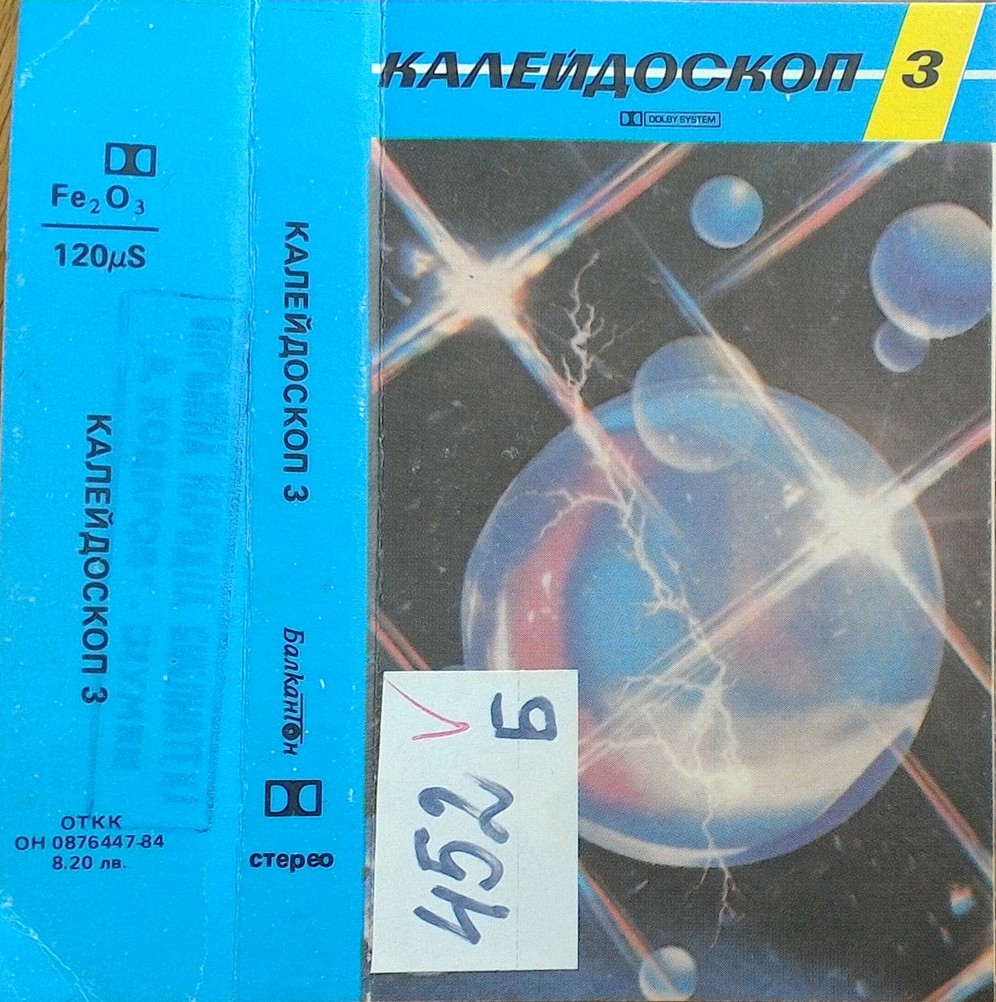 Fe₂O₃
120µS
КАЛЕЙДОСКОП 3
ОТКК
ОН 0876447-84
8.20 лв.
КАЛЕЙДОСКОП 3
Балкантон
стерео
КАЛЕЙДОСКОП 3
DOLBY SYSTEM
452 Б